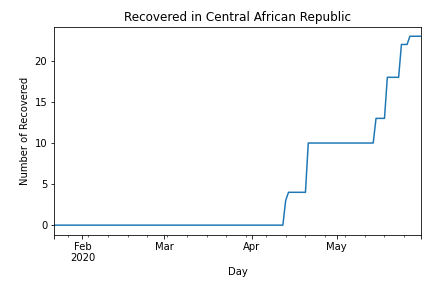 Recovered in Central African Republic
Number of Recovered
20
15
10
5
0
Feb
2020
Mar
Apr
May
Day